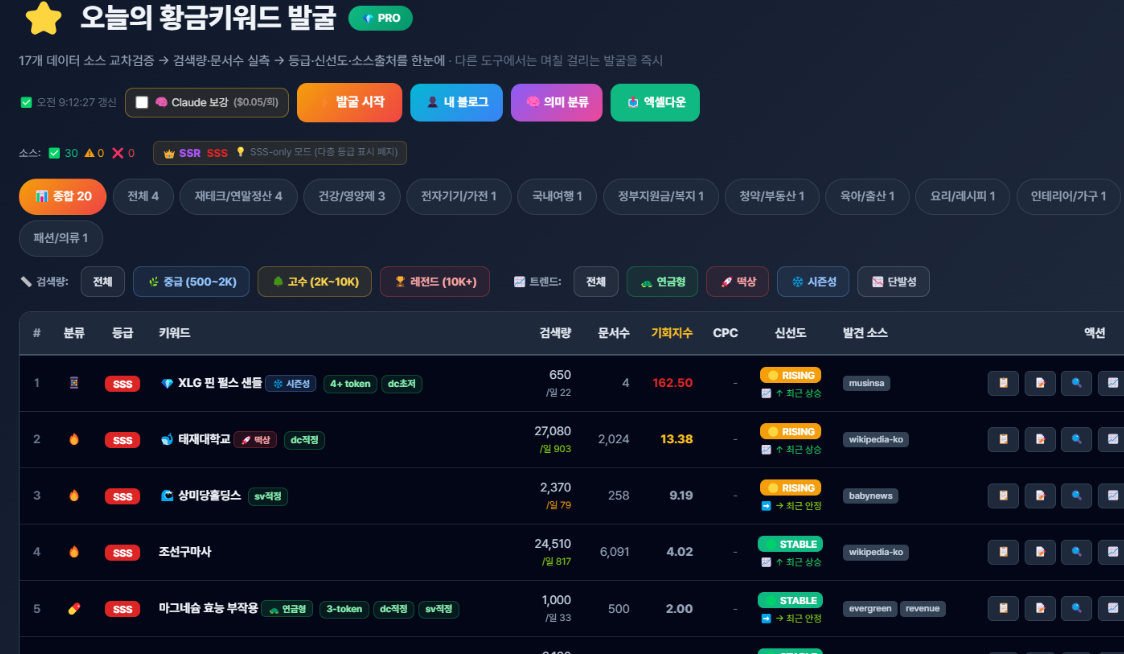 오늘의 황금키워드 발굴 PRO
17개 데이터 소스 교차검증 → 검색량·문서수 실측 → 등급·신선도·소스출처를 한눈에 · 다른 도구에서는 며칠 걸리는 발굴을 즉시
오전 9:12:27 갱신 Claude 보강 ($0.05/회) 발굴 시작 내 블로그 의미 분류 엑셀다운
소스: 30 0 0 SSR SSS SSS-only 모드 (다층 등급 표시 폐지)
종합 20 전체 4 재테크/연말정산 4 건강/영양제 3 전자기기/가전 1 국내여행 1 정부지원금/복지 1 청약/부동산 1 육아/출산 1 요리/레시피 1 인테리어/가구 1
패션/의류 1
검색량: 전체 중급 (500~2K) 고수 (2K~10K) 레전드 (10K+) 트렌드: 전체 연금형 떡상 시즌성 단발성
# 분류 등급 키워드 검색량 문서수 기회지수 CPC 신선도 발견 소스 액션
1 SSS XLG 핀 펄스 샌들 시즌성 4+ token dc초저 650 4 162.50 - RISING musinsa
/일 22 ↑ 최근 상승
2 SSS 태재대학교 떡상 dc적정 27,080 2,024 13.38 - RISING wikipedia-ko
/일 903 ↑ 최근 상승
3 SSS 상미당홀딩스 sv적정 2,370 258 9.19 - RISING babynews
/일 79 → 최근 안정
4 SSS 조선구마사 24,510 6,091 4.02 - STABLE wikipedia-ko
/일 817 ↑ 최근 상승
5 SSS 마그네슘 효능 부작용 연금형 3-token dc적정 sv적정 1,000 500 2.00 - STABLE evergreen revenue
/일 33 → 최근 안정